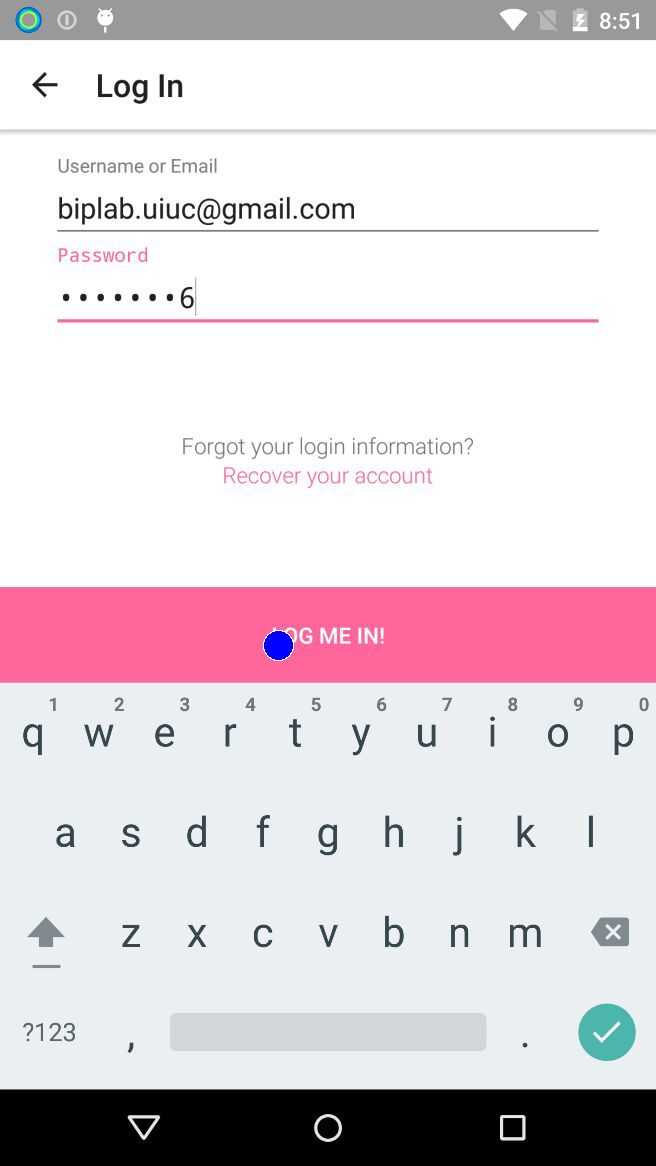 8:51
Log In
Username or Email
biplab.uiuc@gmail.com
Password
•••••••6
Forgot your login information?
Recover your account
LOG ME IN!
1 2 3 4 5 6 7 8 9 0
q w e r t y u i o p
a s d f g h j k l
z x c v b n m
?123 , .